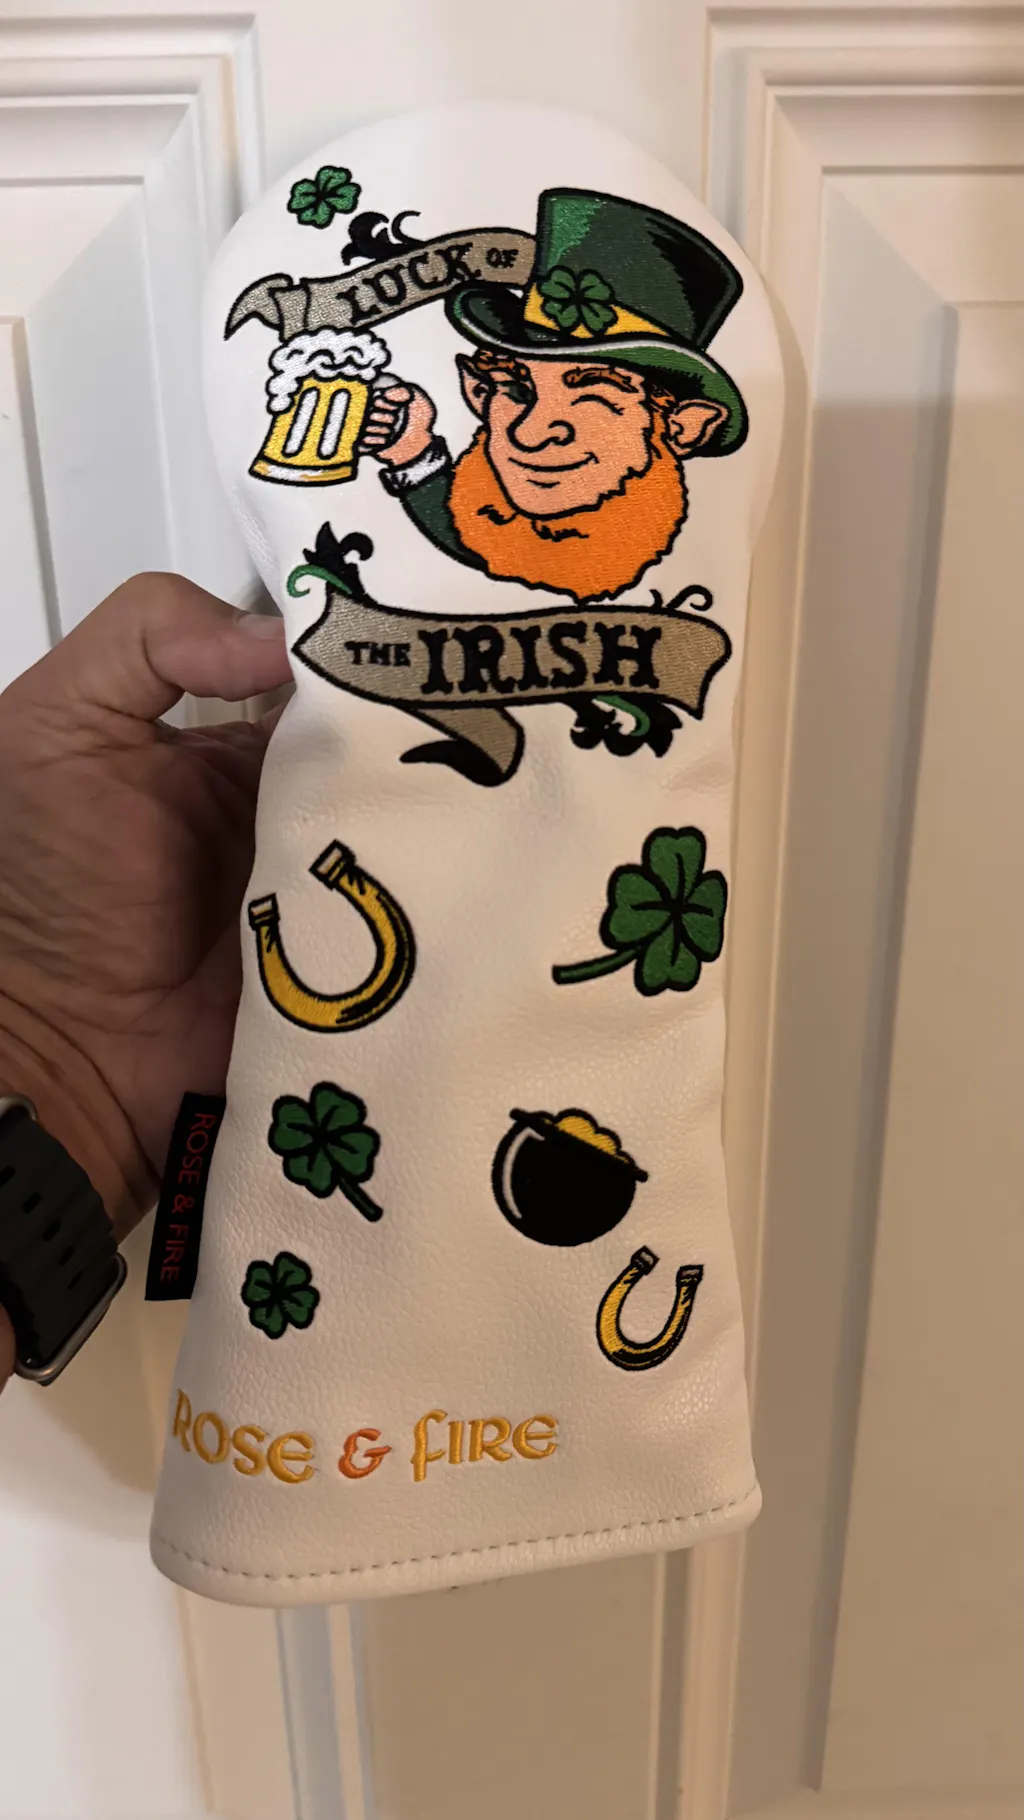 LUCK OF
THE IRISH
ROSE & FIRE
ROSE & FIRE